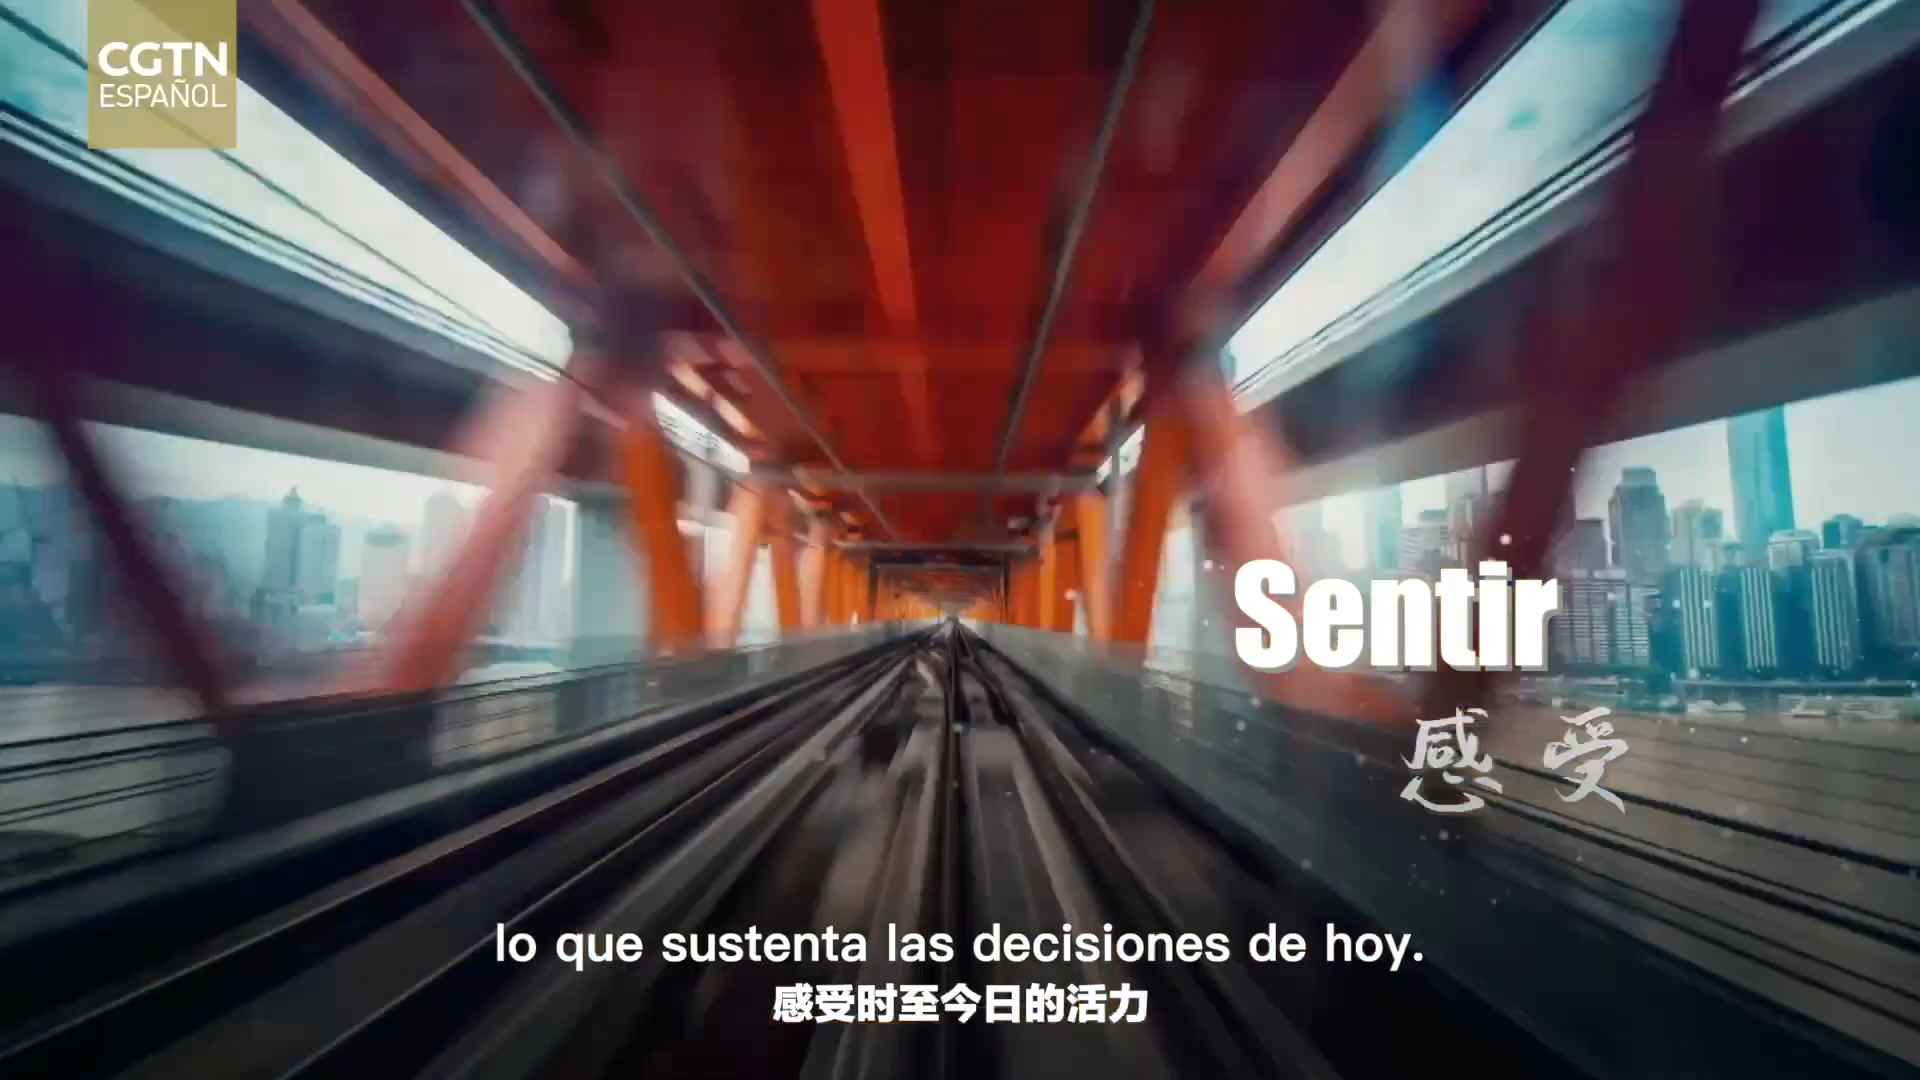 CGTN
ESPAÑOL
Sentir
感受
lo que sustenta las decisiones de hoy.
感受时至今日的活力